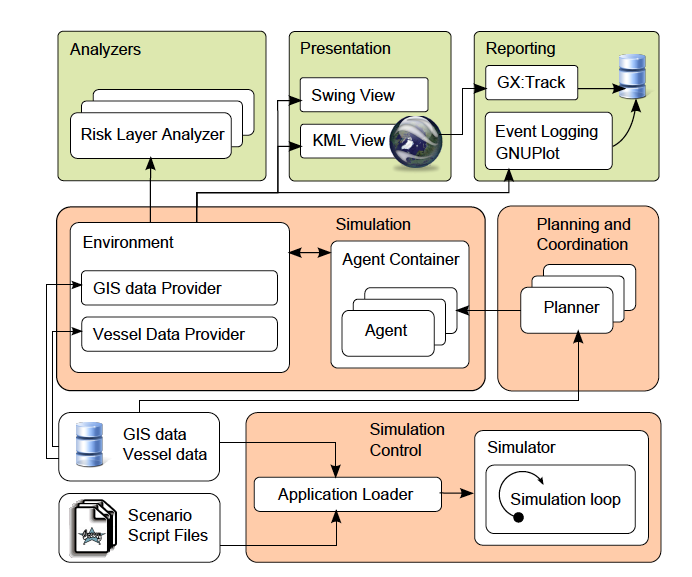 Analyzers
Risk Layer Analyzer
Presentation
Swing View
KML View
Reporting
GX:Track
Event Logging
GNUPlot
Simulation
Environment
GIS data Provider
Vessel Data Provider
Agent Container
Agent
Planning and
Coordination
Planner
GIS data
Vessel data
Scenario
Script Files
Simulation
Control
Application Loader
Simulator
Simulation loop